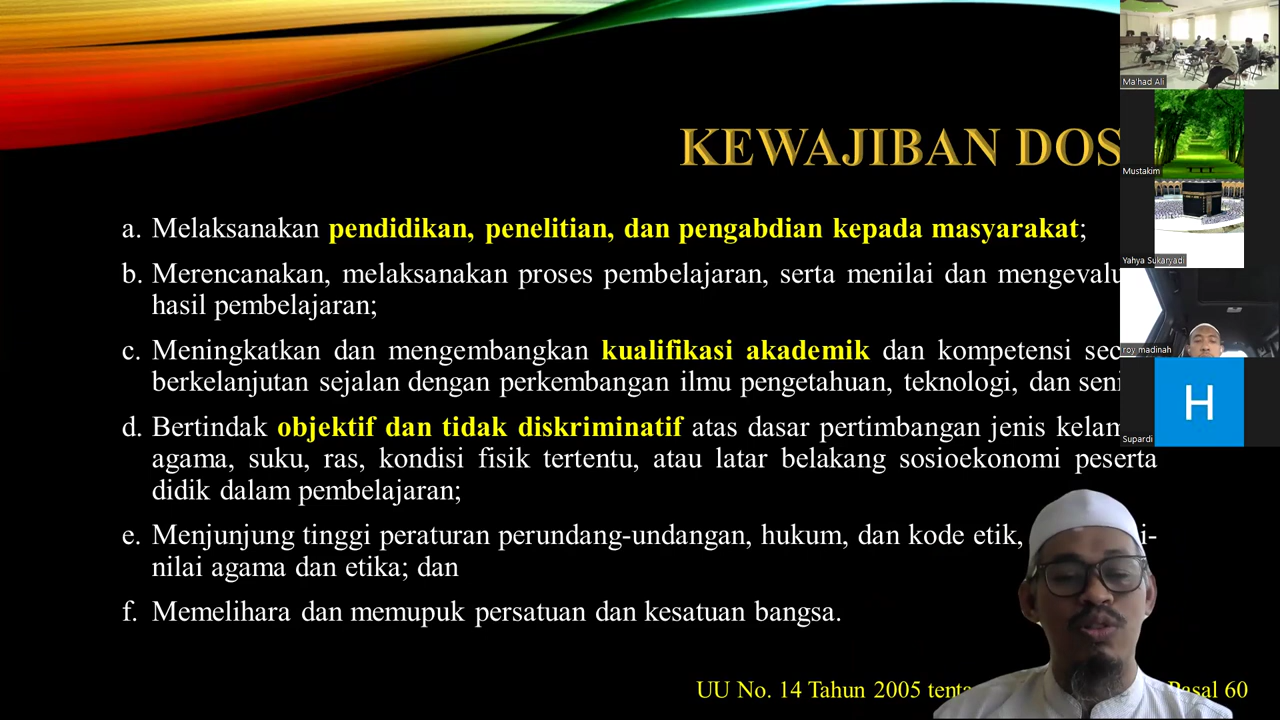 KEWAJIBAN DOS
a. Melaksanakan pendidikan, penelitian, dan pengabdian kepada masyarakat;
b. Merencanakan, melaksanakan proses pembelajaran, serta menilai dan mengevalu
hasil pembelajaran;
c. Meningkatkan dan mengembangkan kualifikasi akademik dan kompetensi sec
berkelanjutan sejalan dengan perkembangan ilmu pengetahuan, teknologi, dan seni
d. Bertindak objektif dan tidak diskriminatif atas dasar pertimbangan jenis kelam
agama, suku, ras, kondisi fisik tertentu, atau latar belakang sosioekonomi peserta
didik dalam pembelajaran;
e. Menjunjung tinggi peraturan perundang-undangan, hukum, dan kode etik, i-
nilai agama dan etika; dan
f. Memelihara dan memupuk persatuan dan kesatuan bangsa.
UU No. 14 Tahun 2005 tenta Pasal 60
Ma'had Ali
Mustakim
Yahya Sukaryadi
roy madinah
H
Supardi